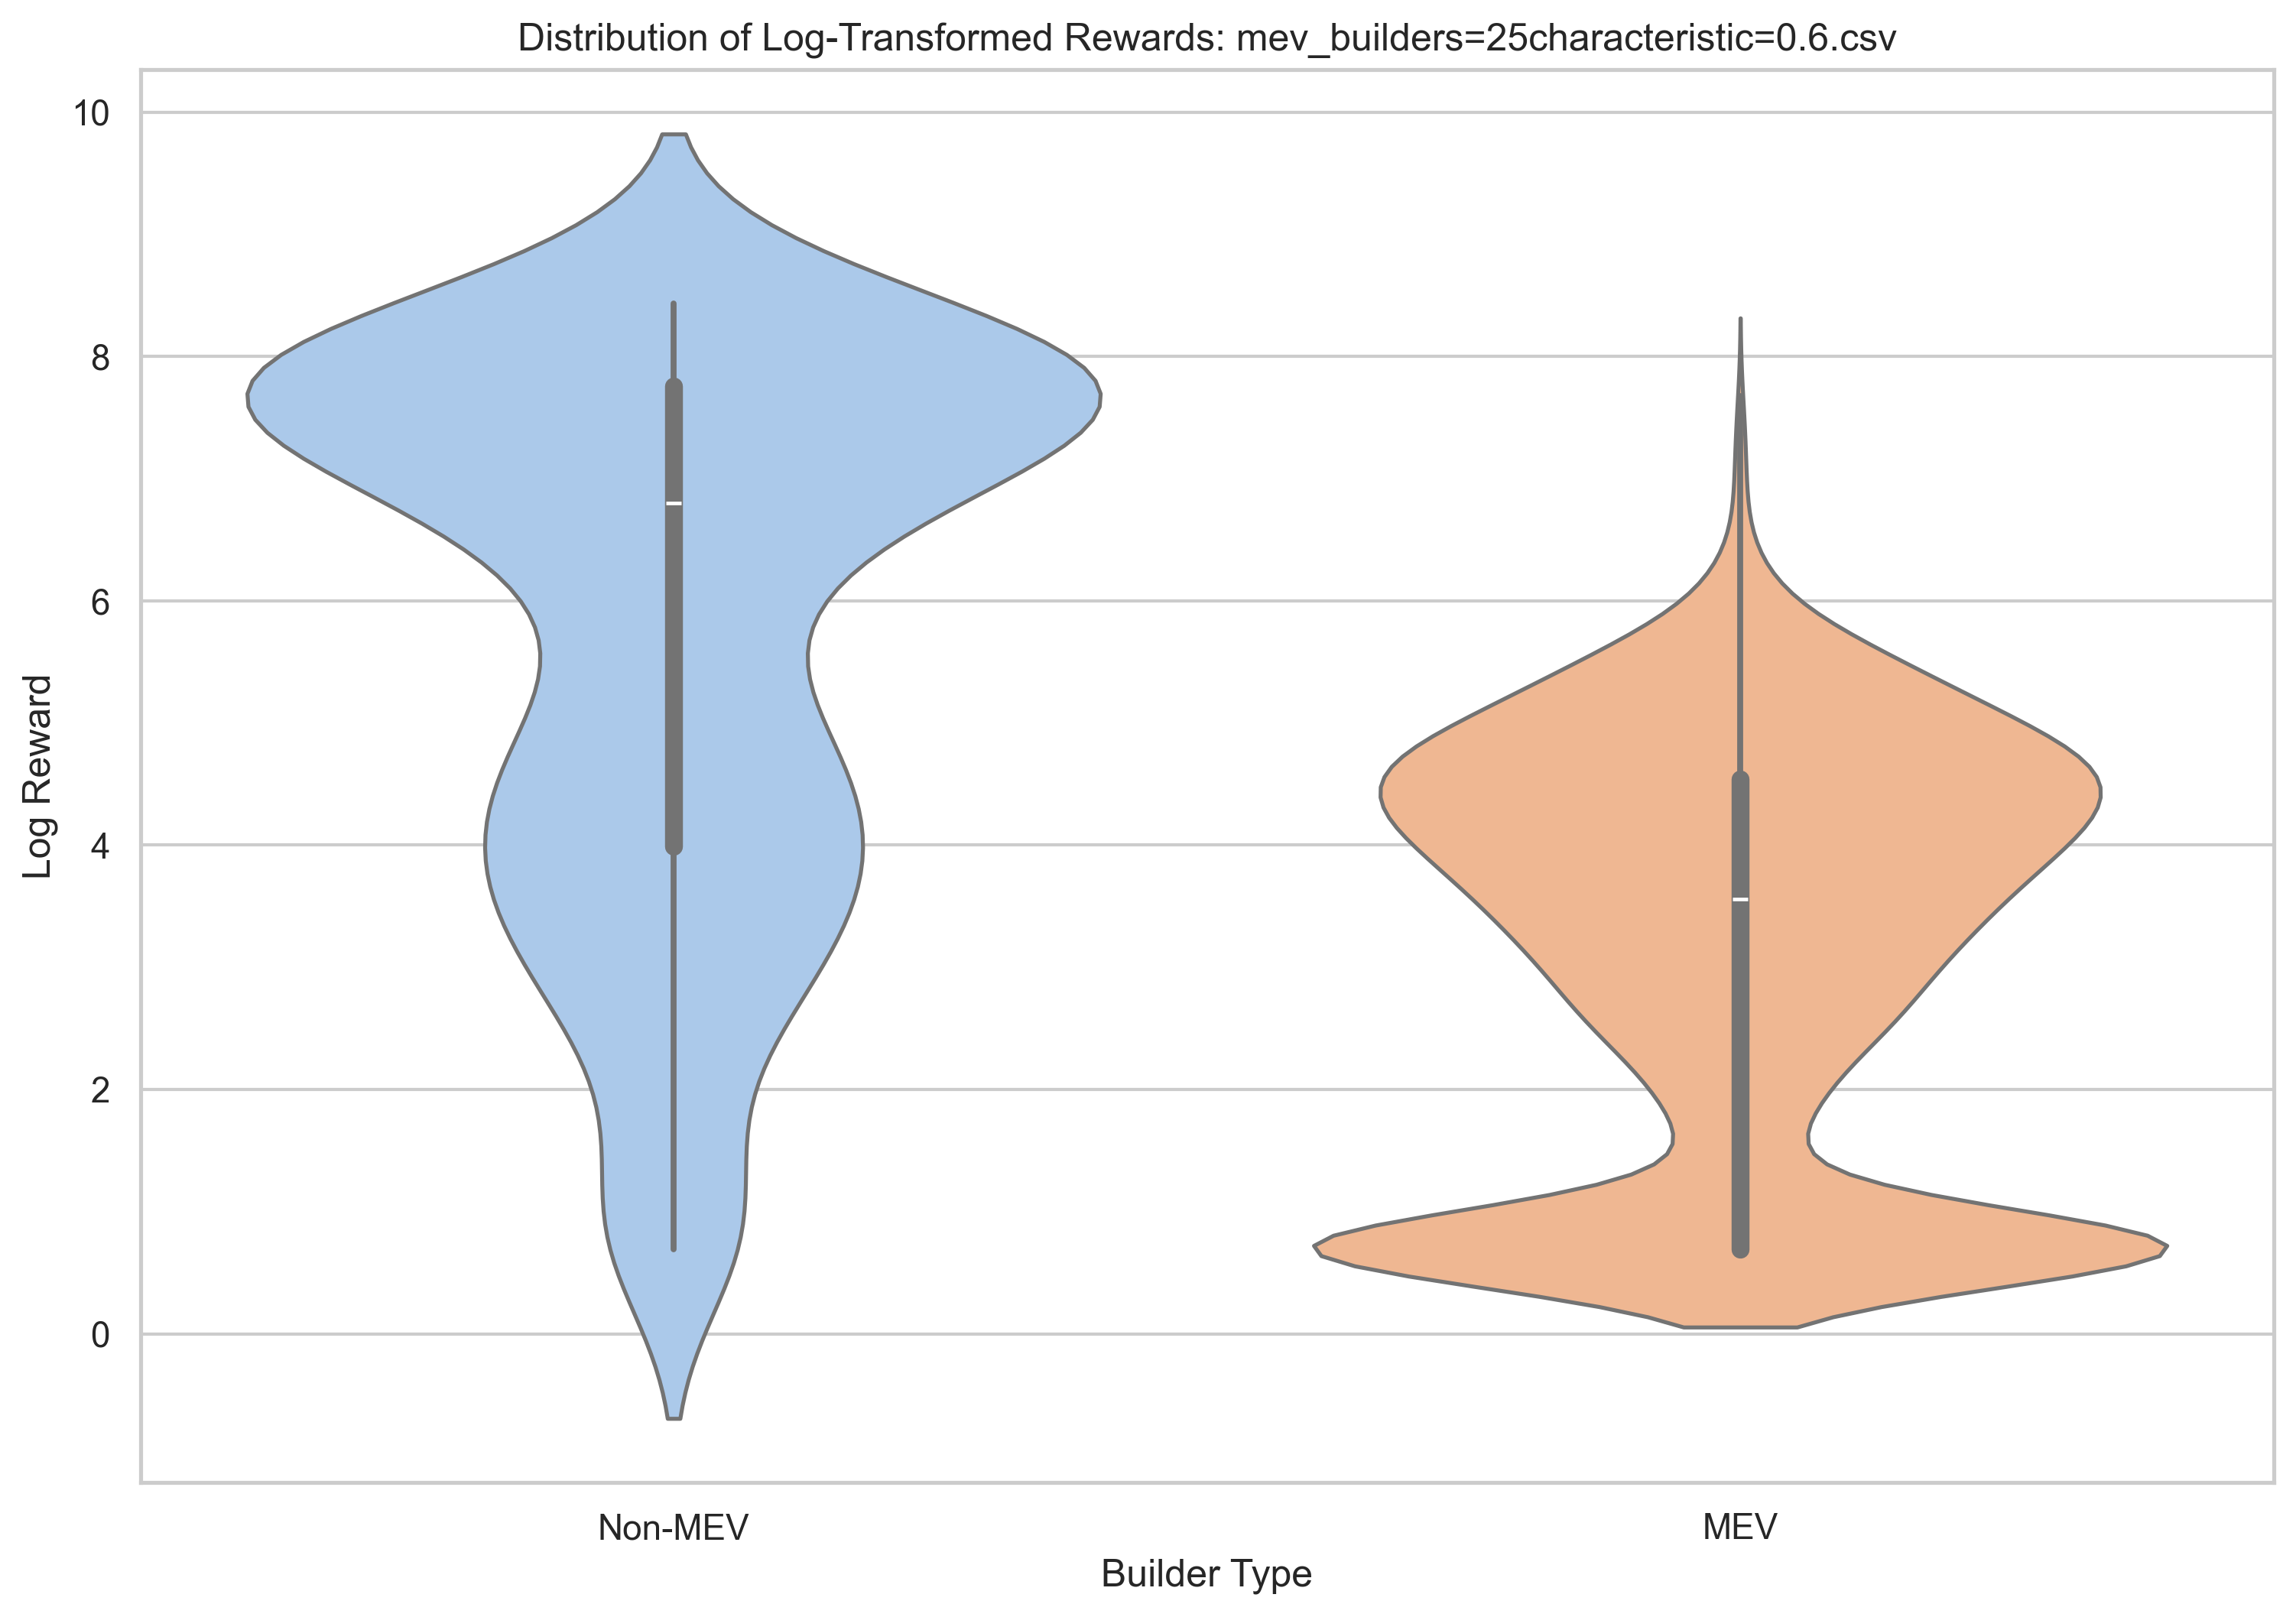 Distribution of Log-Transformed Rewards: mev_builders=25characteristic=0.6.csv
10
8
6
4
2
0
Log Reward
Non-MEV
MEV
Builder Type